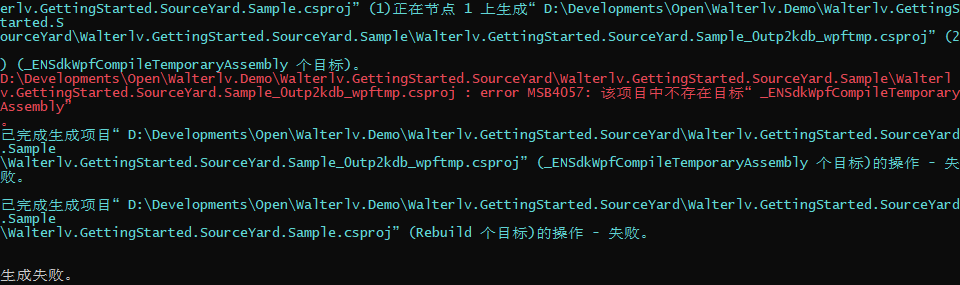 erlv.GettingStarted.SourceYard.Sample.csproj” (1)正在节点 1 上生成“ D:\Developments\Open\Walterlv.Demo\Walterlv.GettingS
tarted.S
ourceYard\Walterlv.GettingStarted.SourceYard.Sample\Walterlv.GettingStarted.SourceYard.Sample_Outp2kdb_wpftmp.csproj” (2
) (_ENSdkWpfCompileTemporaryAssembly 个目标)。
D:\Developments\Open\Walterlv.Demo\Walterlv.GettingStarted.SourceYard\Walterlv.GettingStarted.SourceYard.Sample\Walterl
v.GettingStarted.SourceYard.Sample_Outp2kdb_wpftmp.csproj : error MSB4057: 该项目中不存在目标“ _ENSdkWpfCompileTemporary
Assembly”
。
已完成生成项目“ D:\Developments\Open\Walterlv.Demo\Walterlv.GettingStarted.SourceYard\Walterlv.GettingStarted.SourceYard
.Sample
\Walterlv.GettingStarted.SourceYard.Sample_Outp2kdb_wpftmp.csproj” (_ENSdkWpfCompileTemporaryAssembly 个目标)的操作 - 失
败。
已完成生成项目“ D:\Developments\Open\Walterlv.Demo\Walterlv.GettingStarted.SourceYard\Walterlv.GettingStarted.SourceYard
.Sample
\Walterlv.GettingStarted.SourceYard.Sample.csproj” (Rebuild 个目标)的操作 - 失败。
生成失败。